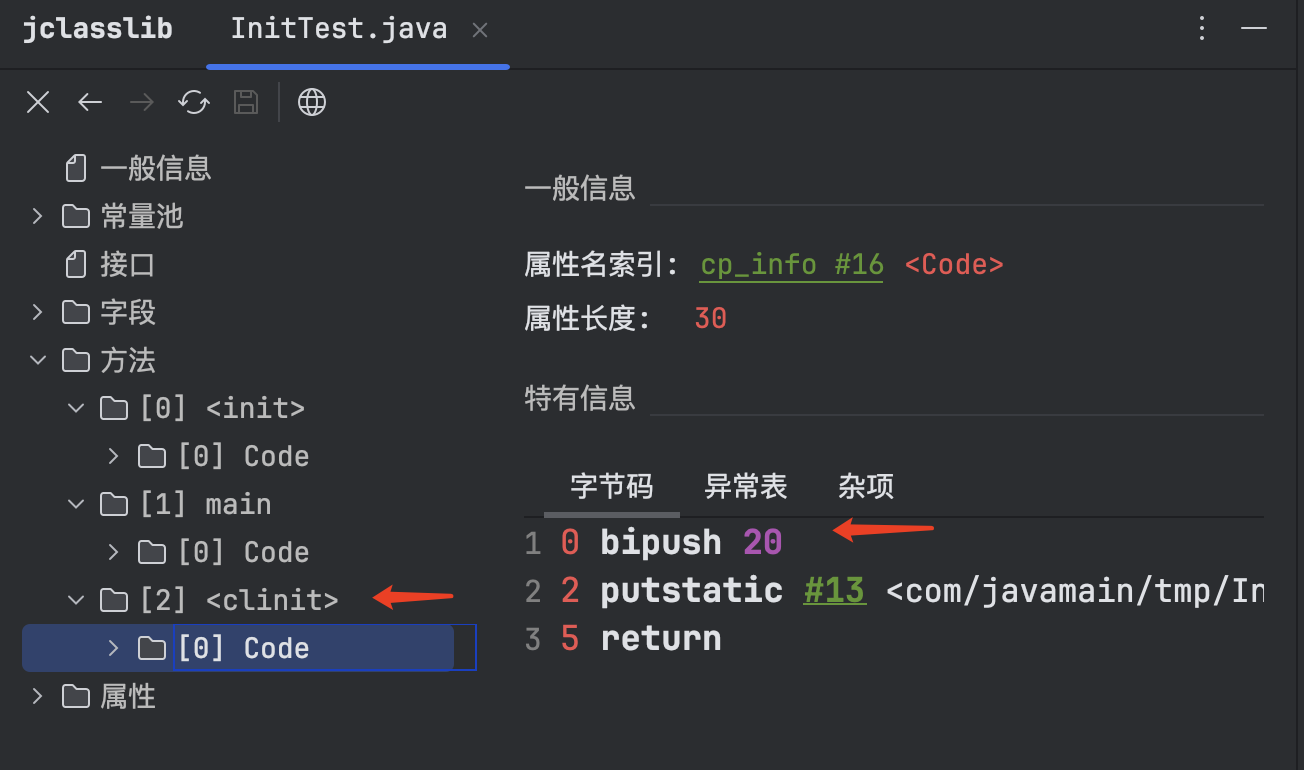 jclasslib InitTest.java
一般信息
常量池
接口
字段
方法
[0] <init>
[0] Code
[1] main
[0] Code
[2] <clinit>
[0] Code
属性
一般信息
属性名索引: cp_info #16 <Code>
属性长度: 30
特有信息
字节码 异常表 杂项
1 0 bipush 20
2 2 putstatic #13 <com/javamain/tmp/In
3 5 return